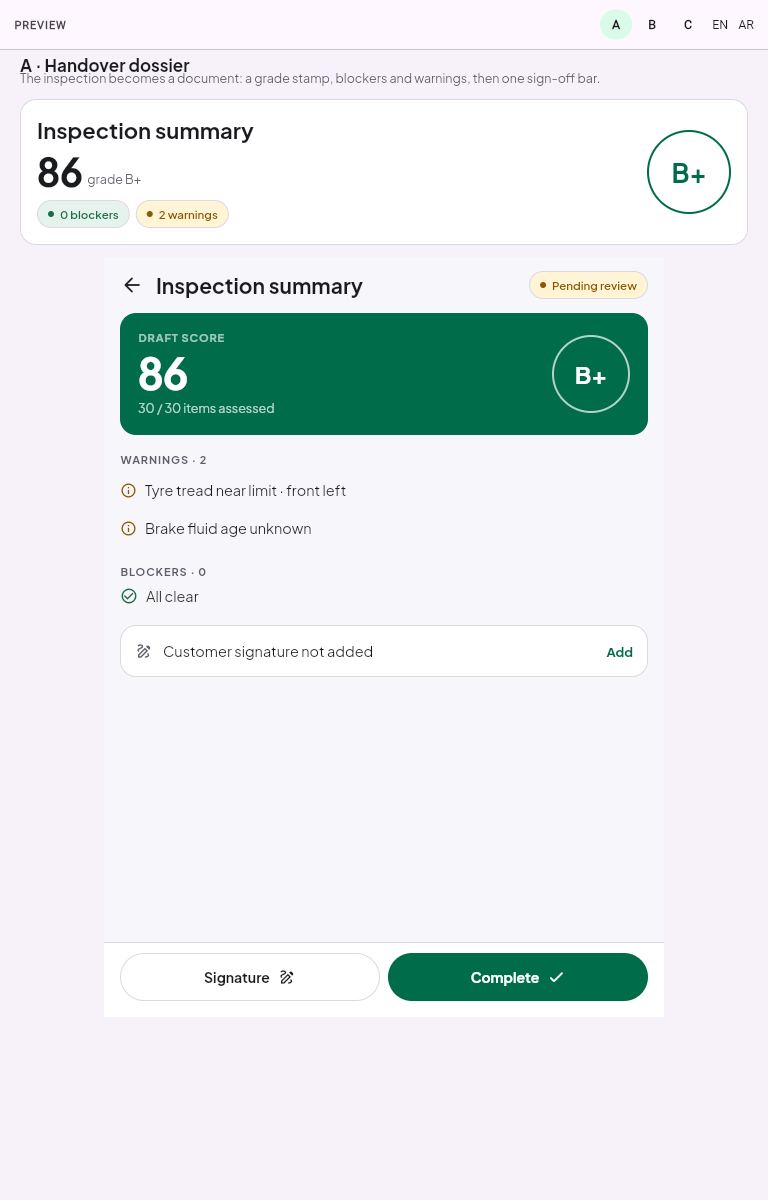 PREVIEW
A B C EN AR
A · Handover dossier
The inspection becomes a document: a grade stamp, blockers and warnings, then one sign-off bar.
Inspection summary
86 grade B+
B+
0 blockers
2 warnings
Inspection summary
Pending review
DRAFT SCORE
86
30 / 30 items assessed
B+
WARNINGS · 2
Tyre tread near limit · front left
Brake fluid age unknown
BLOCKERS · 0
All clear
Customer signature not added
Add
Signature
Complete